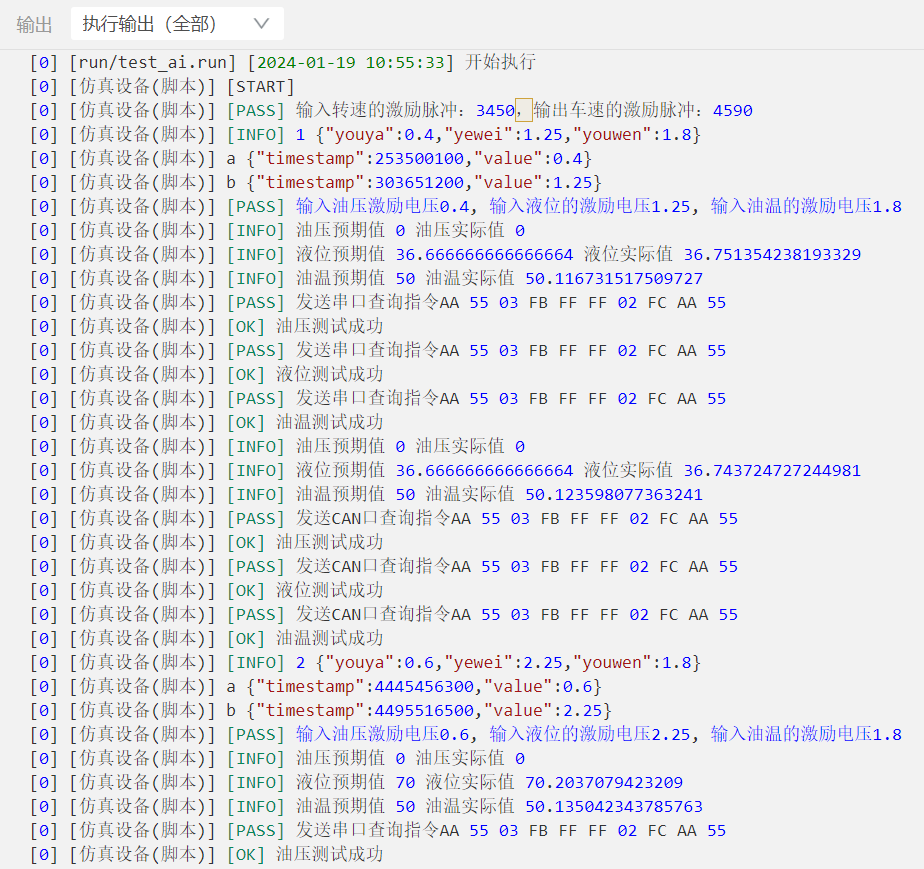 输出 执行输出（全部）
[0] [run/test_ai.run] [2024-01-19 10:55:33] 开始执行
[0] [仿真设备(脚本)] [START]
[0] [仿真设备(脚本)] [PASS] 输入转速的激励脉冲：3450，输出车速的激励脉冲：4590
[0] [仿真设备(脚本)] [INFO] 1 {"youya":0.4,"yewei":1.25,"youwen":1.8}
[0] [仿真设备(脚本)] a {"timestamp":253500100,"value":0.4}
[0] [仿真设备(脚本)] b {"timestamp":303651200,"value":1.25}
[0] [仿真设备(脚本)] [PASS] 输入油压激励电压0.4, 输入液位的激励电压1.25, 输入油温的激励电压1.8
[0] [仿真设备(脚本)] [INFO] 油压预期值 0 油压实际值 0
[0] [仿真设备(脚本)] [INFO] 液位预期值 36.666666666666664 液位实际值 36.751354238193329
[0] [仿真设备(脚本)] [INFO] 油温预期值 50 油温实际值 50.116731517509727
[0] [仿真设备(脚本)] [PASS] 发送串口查询指令AA 55 03 FB FF FF 02 FC AA 55
[0] [仿真设备(脚本)] [OK] 油压测试成功
[0] [仿真设备(脚本)] [PASS] 发送串口查询指令AA 55 03 FB FF FF 02 FC AA 55
[0] [仿真设备(脚本)] [OK] 液位测试成功
[0] [仿真设备(脚本)] [PASS] 发送串口查询指令AA 55 03 FB FF FF 02 FC AA 55
[0] [仿真设备(脚本)] [OK] 油温测试成功
[0] [仿真设备(脚本)] [INFO] 油压预期值 0 油压实际值 0
[0] [仿真设备(脚本)] [INFO] 液位预期值 36.666666666666664 液位实际值 36.743724727244981
[0] [仿真设备(脚本)] [INFO] 油温预期值 50 油温实际值 50.123598077363241
[0] [仿真设备(脚本)] [PASS] 发送CAN口查询指令AA 55 03 FB FF FF 02 FC AA 55
[0] [仿真设备(脚本)] [OK] 油压测试成功
[0] [仿真设备(脚本)] [PASS] 发送CAN口查询指令AA 55 03 FB FF FF 02 FC AA 55
[0] [仿真设备(脚本)] [OK] 液位测试成功
[0] [仿真设备(脚本)] [PASS] 发送CAN口查询指令AA 55 03 FB FF FF 02 FC AA 55
[0] [仿真设备(脚本)] [OK] 油温测试成功
[0] [仿真设备(脚本)] [INFO] 2 {"youya":0.6,"yewei":2.25,"youwen":1.8}
[0] [仿真设备(脚本)] a {"timestamp":4445456300,"value":0.6}
[0] [仿真设备(脚本)] b {"timestamp":4495516500,"value":2.25}
[0] [仿真设备(脚本)] [PASS] 输入油压激励电压0.6, 输入液位的激励电压2.25, 输入油温的激励电压1.8
[0] [仿真设备(脚本)] [INFO] 油压预期值 0 油压实际值 0
[0] [仿真设备(脚本)] [INFO] 液位预期值 70 液位实际值 70.2037079423209
[0] [仿真设备(脚本)] [INFO] 油温预期值 50 油温实际值 50.135042343785763
[0] [仿真设备(脚本)] [PASS] 发送串口查询指令AA 55 03 FB FF FF 02 FC AA 55
[0] [仿真设备(脚本)] [OK] 油压测试成功